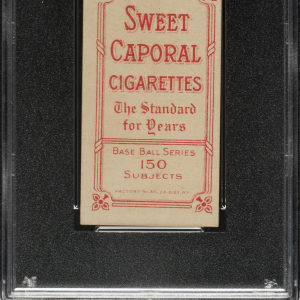 SWEET
CAPORAL
CIGARETTES
The Standard
for Years
BASE BALL SERIES
150
SUBJECTS